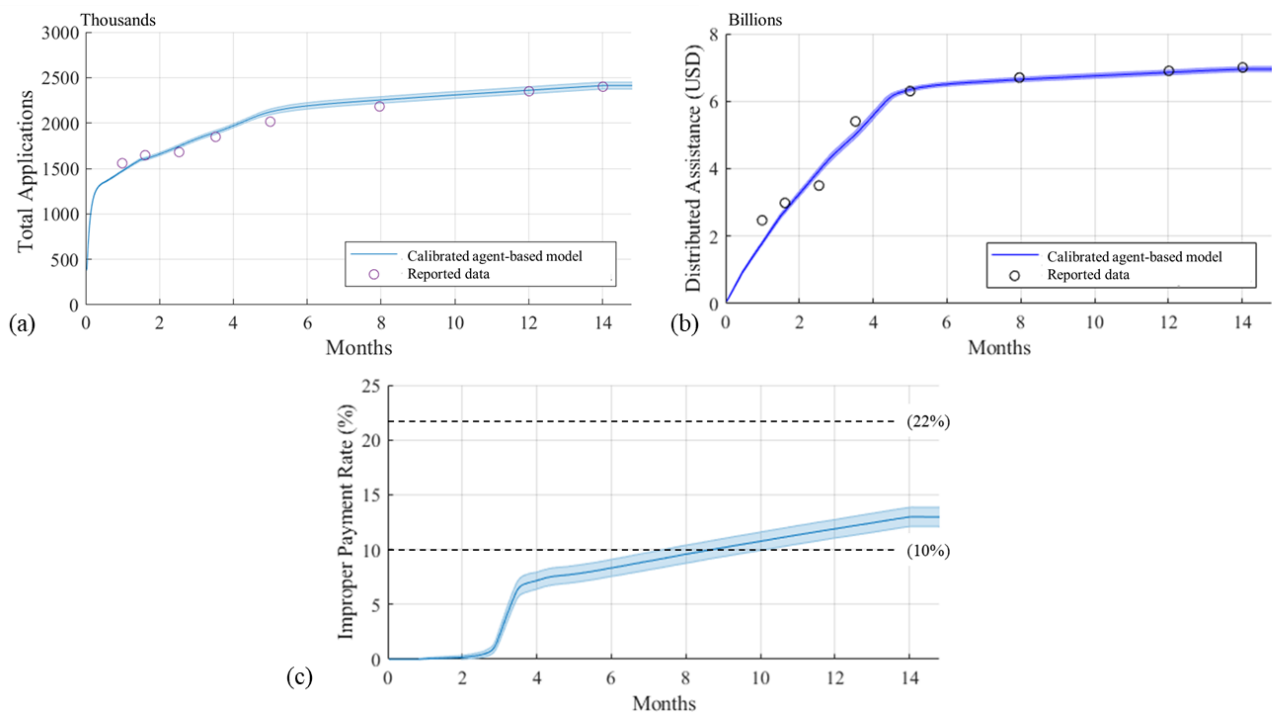 Thousands
3000
2500
2000
1500
1000
500
0
Total Applications
Calibrated agent-based model
Reported data
0 2 4 6 8 10 12 14
Months
(a)
Billions
8
6
4
2
0
Distributed Assistance (USD)
Calibrated agent-based model
Reported data
0 2 4 6 8 10 12 14
Months
(b)
25
20
15
10
5
0
Improper Payment Rate (%)
(22%)
(10%)
0 2 4 6 8 10 12 14
Months
(c)